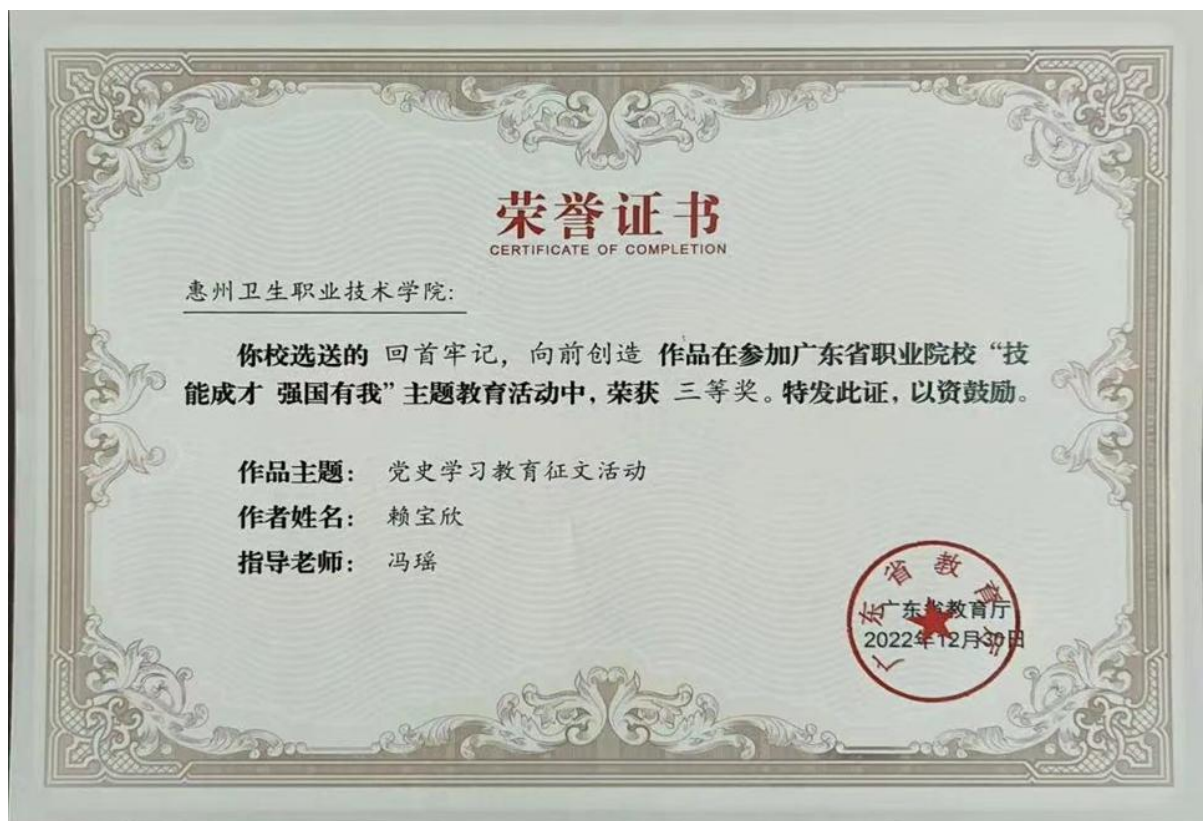 荣誉证书
CERTIFICATE OF COMPLETION
惠州卫生职业技术学院:
你校选送的 回首牢记，向前创造 作品在参加广东省职业院校“技
能成才 强国有我”主题教育活动中，荣获 三等奖。特发此证，以资鼓励。
作品主题： 党史学习教育征文活动
作者姓名： 赖宝欣
指导老师： 冯瑶
广东省教育厅
广东省教育厅
2022年12月30日